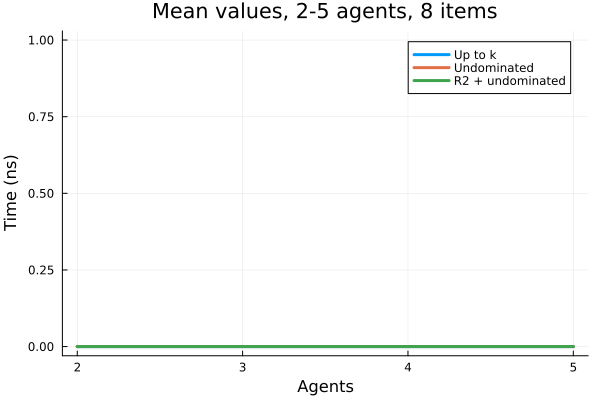 Mean values, 2-5 agents, 8 items
1.00
Up to k
Undominated
R2 + undominated
0.75
Time (ns)
0.50
0.25
0.00
2 3 4 5
Agents